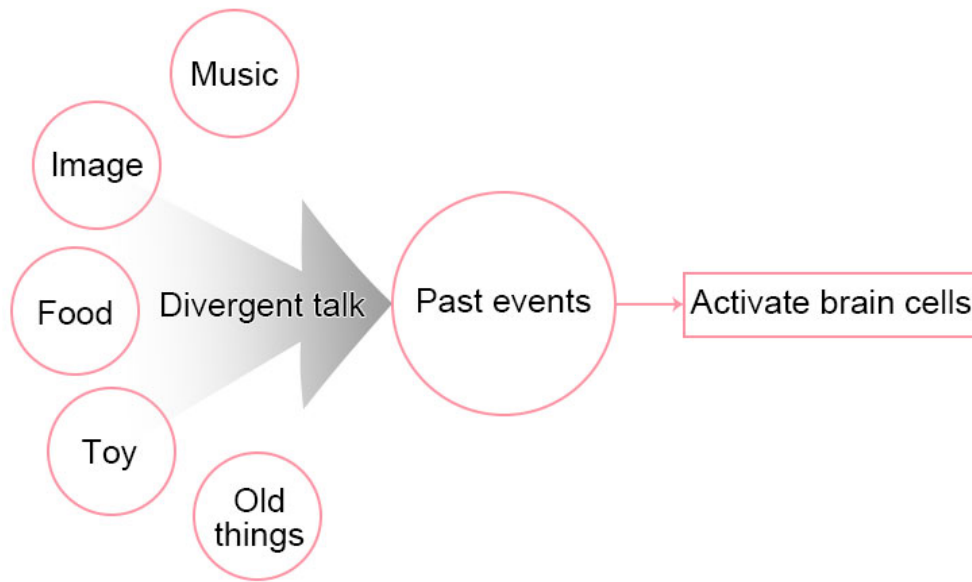 Music
Image
Food
Divergent talk
Past events
Activate brain cells
Toy
Old
things